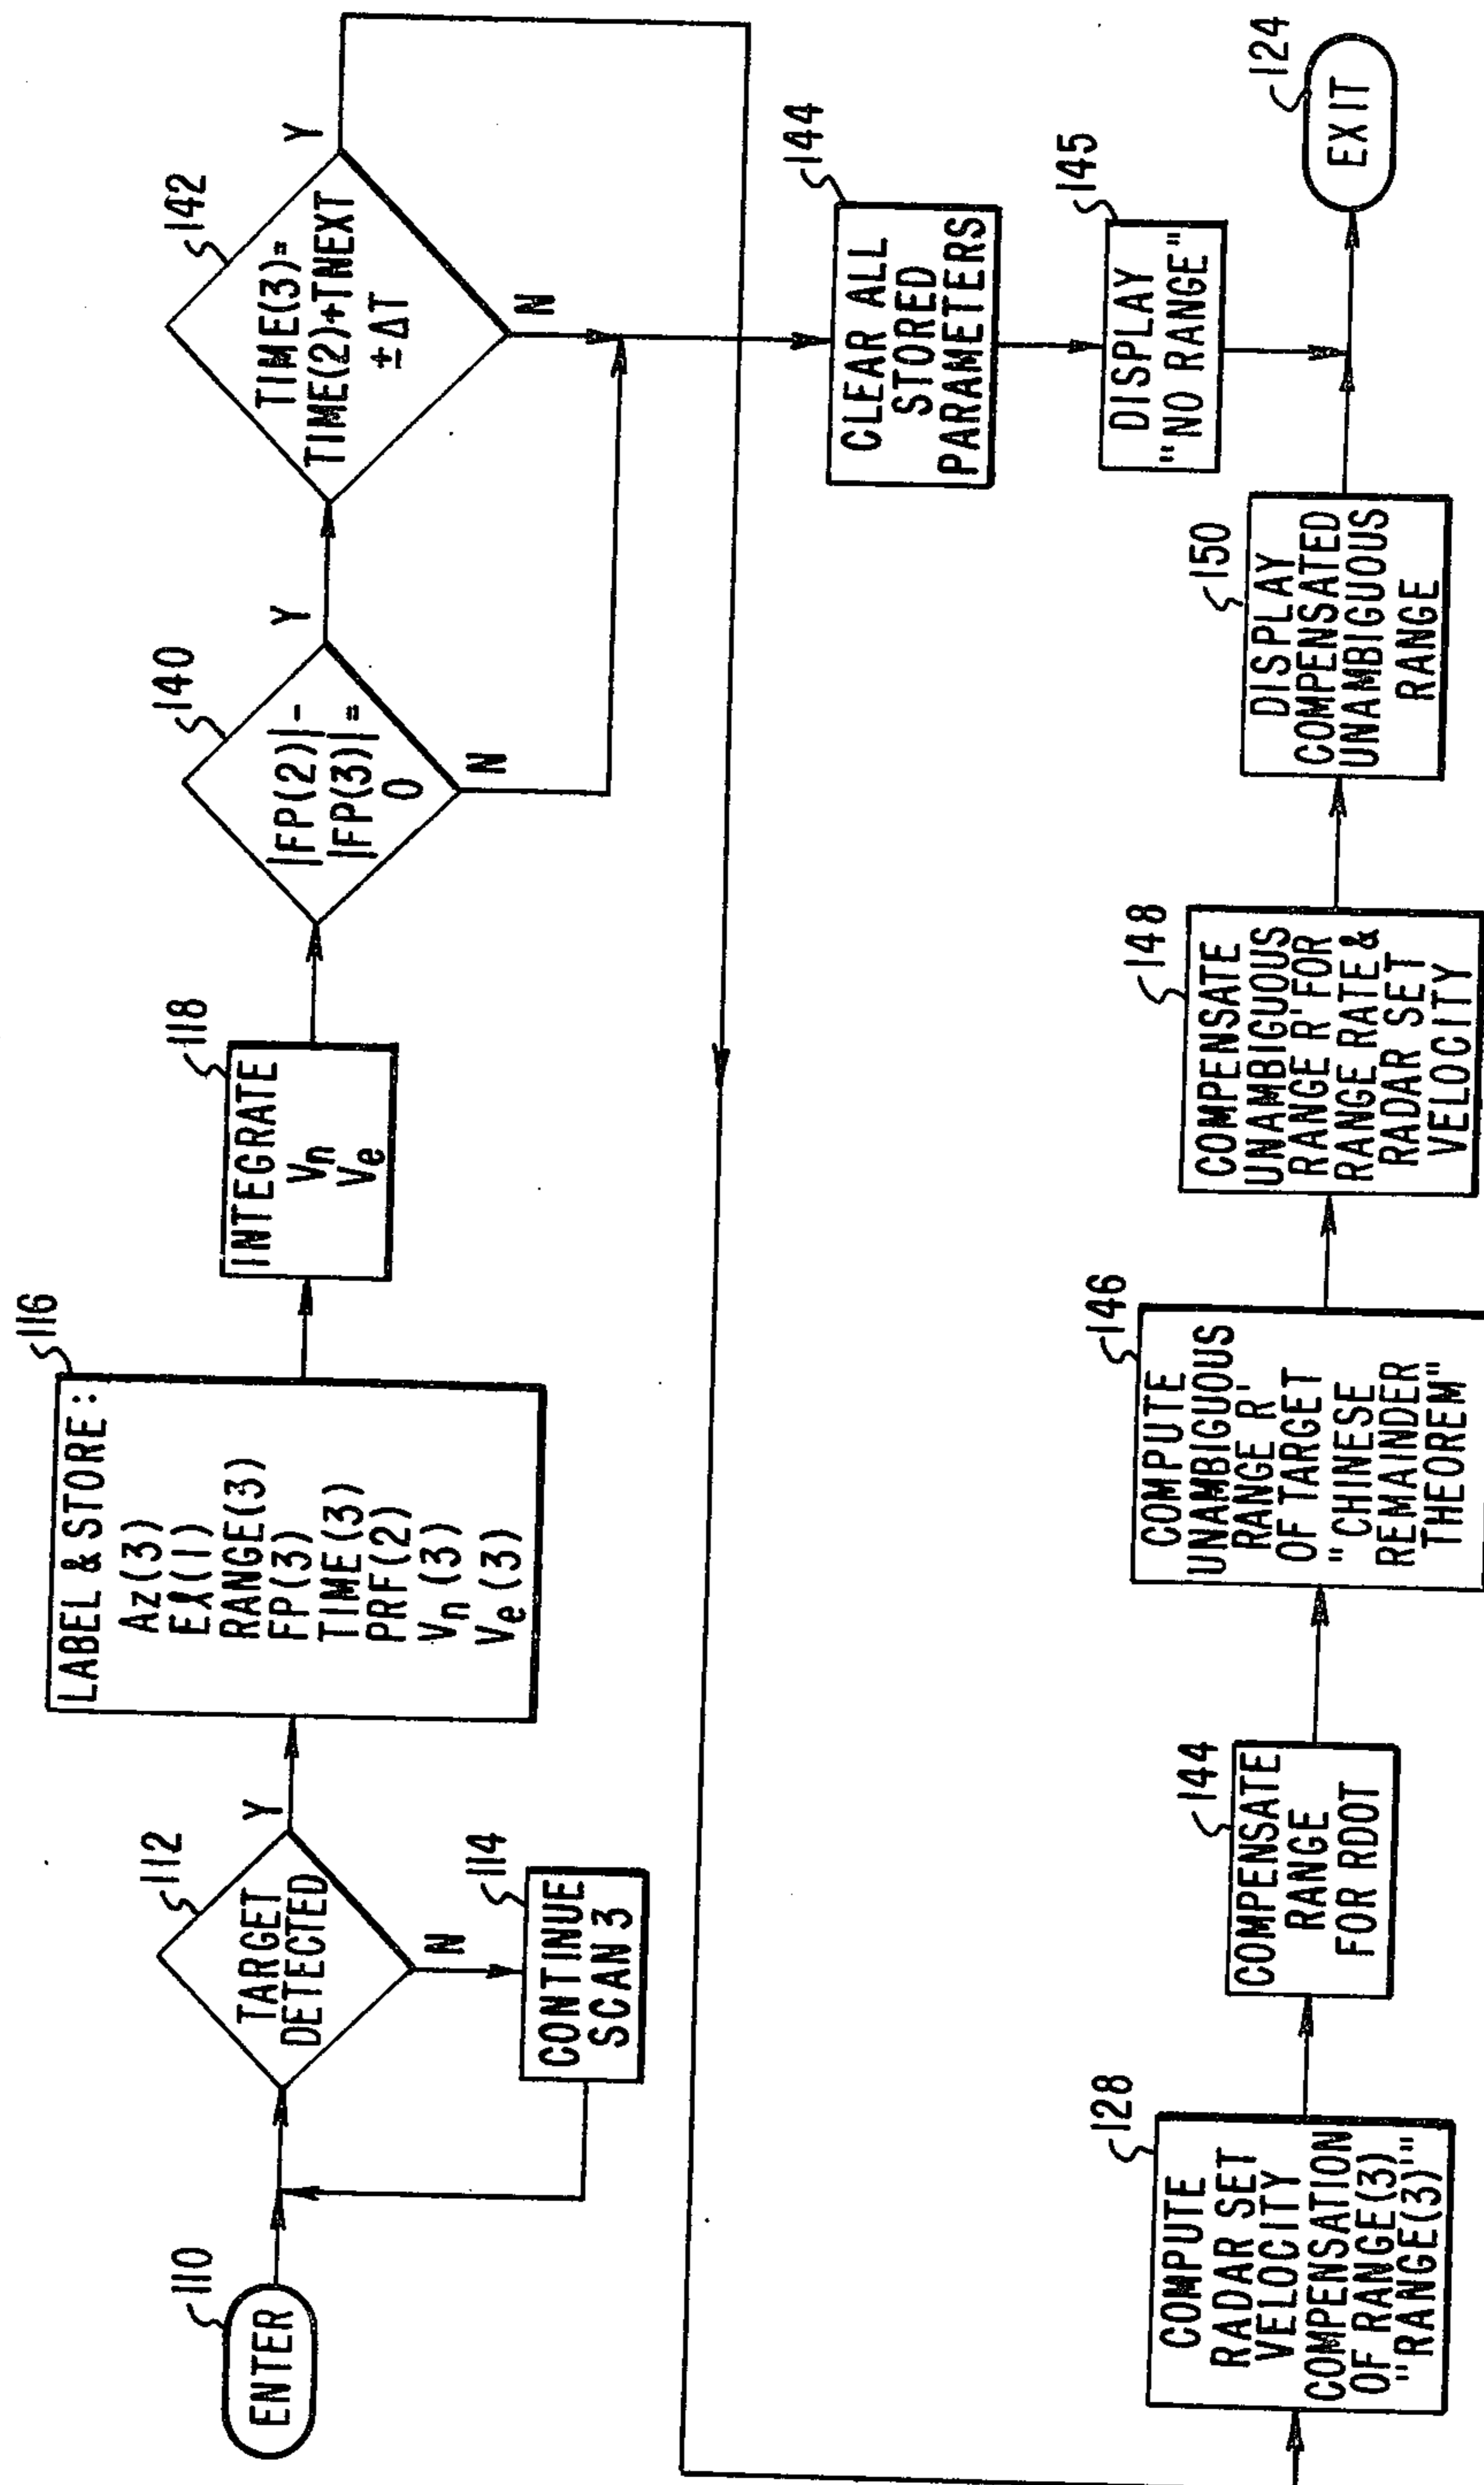 110
ENTER
112
TARGET
DETECTED
Y
N
114
CONTINUE
SCAN 3
116
LABEL & STORE:
Az(3)
Eℓ(1)
RANGE(3)
FP(3)
TIME(3)
PRF(2)
Vn(3)
Ve(3)
118
INTEGRATE
Vn
Ve
140
|FP(2)|-
|FP(3)|=
0
Y
N
142
TIME(3)=
TIME(2)+TNEXT
±ΔT
Y
N
144
CLEAR ALL
STORED
PARAMETERS
145
DISPLAY
"NO RANGE"
128
COMPUTE
RADAR SET
VELOCITY
COMPENSATION
OF RANGE(3)
"RANGE(3)'"
144
COMPENSATE
RANGE
FOR RDOT
146
COMPUTE
UNAMBIGUOUS
RANGE R'
OF TARGET
"CHINESE
REMAINDER
THEOREM"
148
COMPENSATE
UNAMBIGUOUS
RANGE R' FOR
RANGE RATE &
RADAR SET
VELOCITY
150
DISPLAY
COMPENSATED
UNAMBIGUOUS
RANGE
124
EXIT